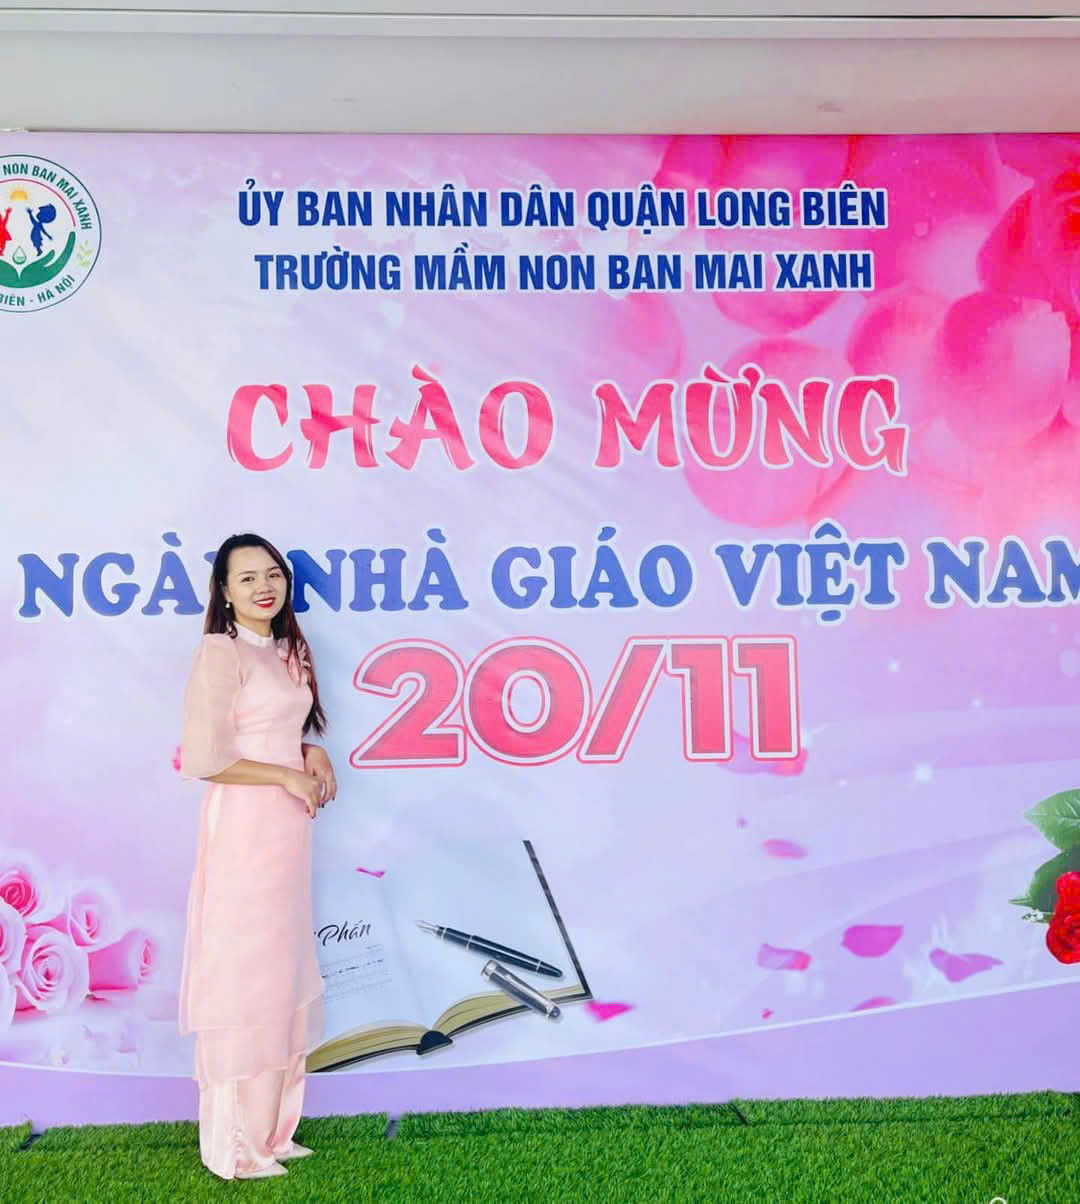 NON BAN MAI XANH
BIÊN - HÀ NỘI
ỦY BAN NHÂN DÂN QUẬN LONG BIÊN
TRƯỜNG MẦM NON BAN MAI XANH
CHÀO MỪNG
NGÀ NHÀ GIÁO VIỆT NAM
20/11
Phấn